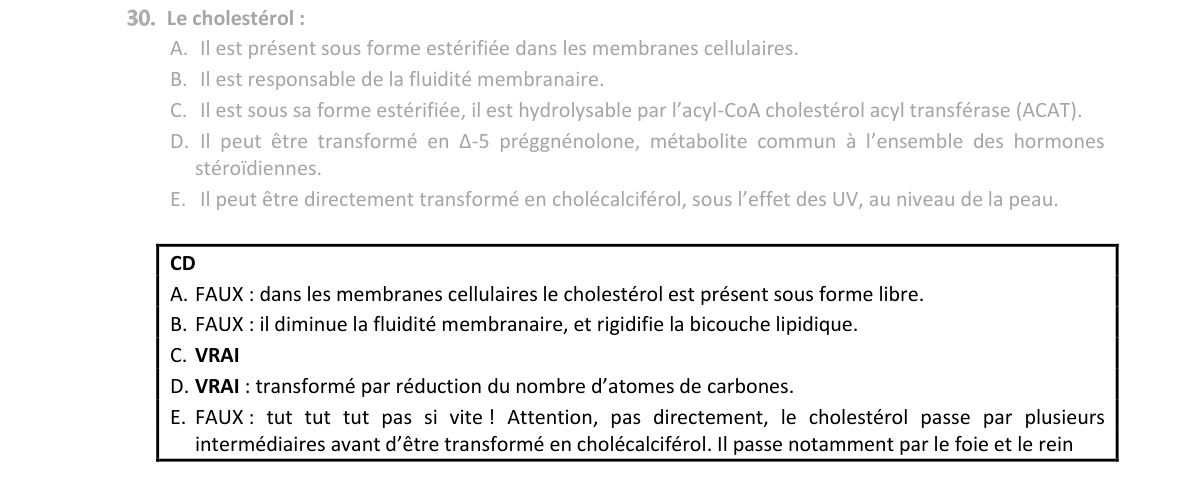 30. Le cholestérol :
A. Il est présent sous forme estérifiée dans les membranes cellulaires.
B. Il est responsable de la fluidité membranaire.
C. Il est sous sa forme estérifiée, il est hydrolysable par l’acyl-CoA cholestérol acyl transférase (ACAT).
D. Il peut être transformé en Δ-5 préggnénolone, métabolite commun à l’ensemble des hormones
stéroïdiennes.
E. Il peut être directement transformé en cholécalciférol, sous l’effet des UV, au niveau de la peau.
CD
A. FAUX : dans les membranes cellulaires le cholestérol est présent sous forme libre.
B. FAUX : il diminue la fluidité membranaire, et rigidifie la bicouche lipidique.
C. VRAI
D. VRAI : transformé par réduction du nombre d’atomes de carbones.
E. FAUX : tut tut tut pas si vite ! Attention, pas directement, le cholestérol passe par plusieurs
intermédiaires avant d’être transformé en cholécalciférol. Il passe notamment par le foie et le rein